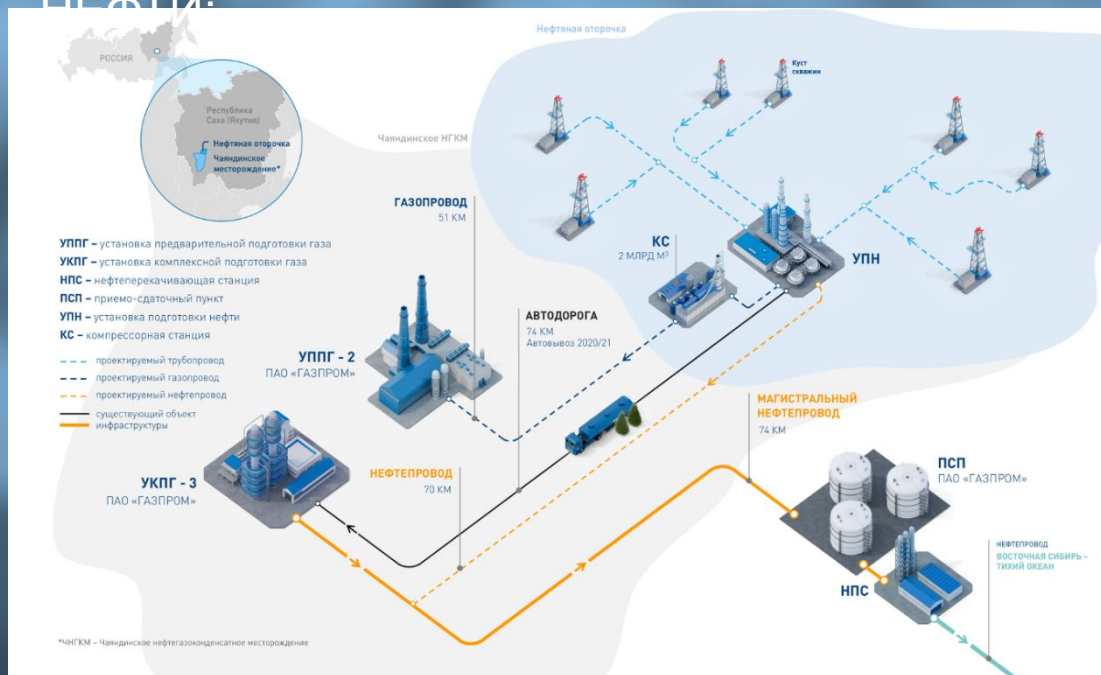 НЕФТИ:
Нефтяная оторочка
РОССИЯ
Куст
скважин
Республика
Саха (Якутия)
Нефтяная оторочка
Чаяндинское
месторождение*
Чаяндинское НГКМ
ГАЗОПРОВОД
51 КМ
КС
2 МЛРД М³
УПН
УППГ – установка предварительной подготовки газа
УКПГ – установка комплексной подготовки газа
НПС – нефтеперекачивающая станция
ПСП – приемо-сдаточный пункт
УПН – установка подготовки нефти
КС – компрессорная станция
АВТОДОРОГА
74 КМ
Автовывоз 2020/21
УППГ - 2
ПАО «ГАЗПРОМ»
проектируемый трубопровод
проектируемый газопровод
проектируемый нефтепровод
существующий объект
инфраструктуры
МАГИСТРАЛЬНЫЙ
НЕФТЕПРОВОД
74 КМ
ПСП
ПАО «ГАЗПРОМ»
НЕФТЕПРОВОД
70 КМ
УКПГ - 3
ПАО «ГАЗПРОМ»
НЕФТЕПРОВОД
ВОСТОЧНАЯ СИБИРЬ –
ТИХИЙ ОКЕАН
НПС
*ЧНГКМ – Чаяндинское нефтегазоконденсатное месторождение